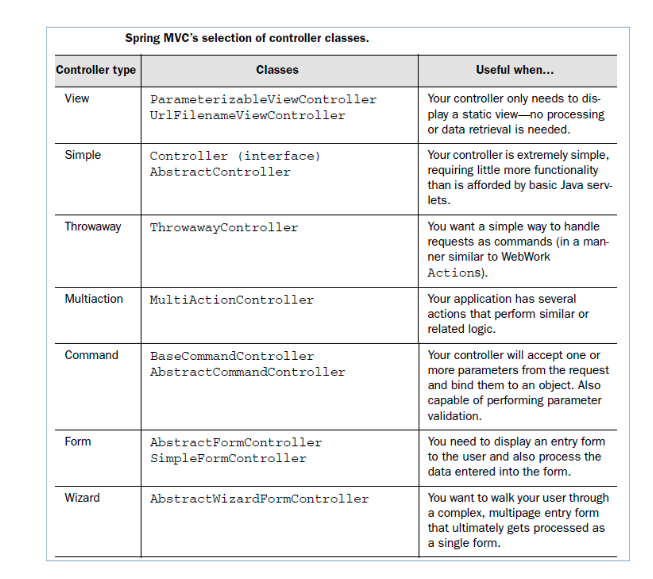 Spring MVC's selection of controller classes.
Controller type Classes Useful when...
View ParameterizableViewController Your controller only needs to dis-
UrlFilenameViewController play a static view—no processing
or data retrieval is needed.
Simple Controller (interface) Your controller is extremely simple,
AbstractController requiring little more functionality
than is afforded by basic Java serv-
lets.
Throwaway ThrowawayController You want a simple way to handle
requests as commands (in a man-
ner similar to WebWork
Actions).
Multiaction MultiActionController Your application has several
actions that perform similar or
related logic.
Command BaseCommandController Your controller will accept one or
AbstractCommandController more parameters from the request
and bind them to an object. Also
capable of performing parameter
validation.
Form AbstractFormController You need to display an entry form
SimpleFormController to the user and also process the
data entered into the form.
Wizard AbstractWizardFormController You want to walk your user through
a complex, multipage entry form
that ultimately gets processed as
a single form.